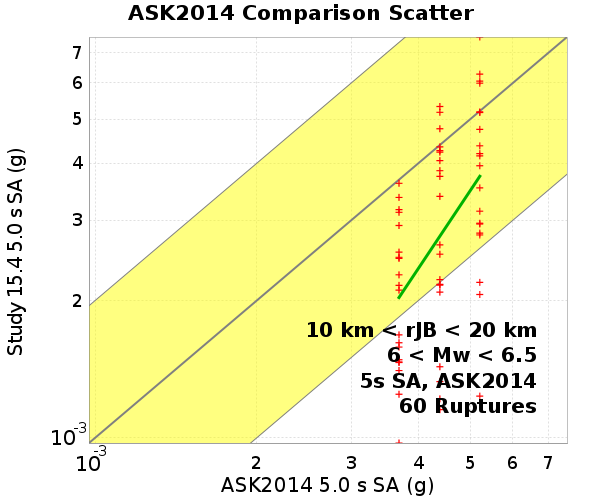 ASK2014 Comparison Scatter
Study 15.4 5.0 s SA (g)
7
6
5
4
3
2
10-3
10 km < rJB < 20 km
6 < Mw < 6.5
5s SA, ASK2014
60 Ruptures
10-3 2 3 4 5 6 7
ASK2014 5.0 s SA (g)